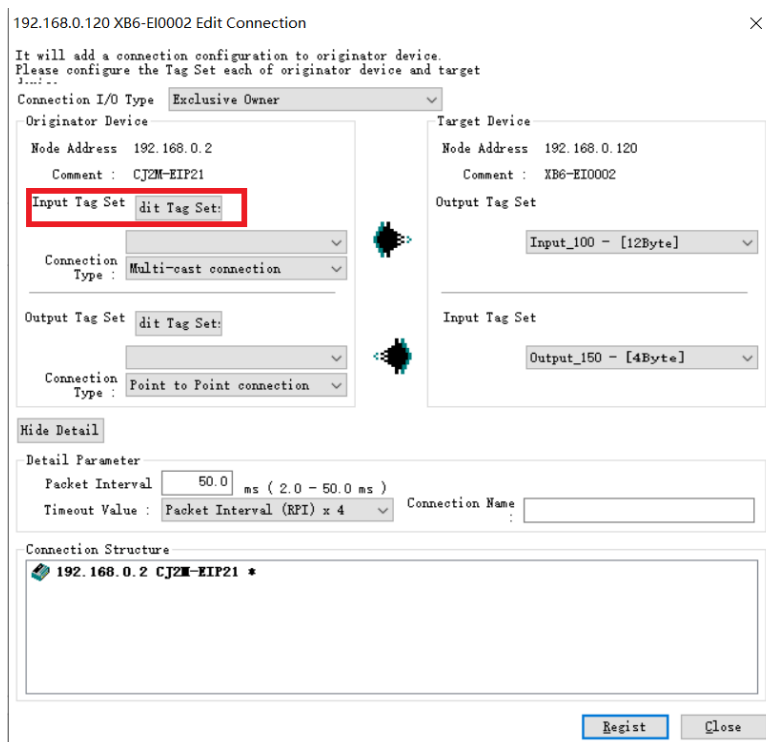 192.168.0.120 XB6-EI0002 Edit Connection
It will add a connection configuration to originator device.
Please configure the Tag Set each of originator device and target
Connection I/O Type Exclusive Owner
Originator Device
Node Address 192.168.0.2
Comment : CJ2M-EIP21
Input Tag Set dit Tag Set:
Connection Type : Multi-cast connection
Output Tag Set dit Tag Set:
Connection Type : Point to Point connection
Target Device
Node Address 192.168.0.120
Comment : XB6-EI0002
Output Tag Set
Input_100 - [12Byte]
Input Tag Set
Output_150 - [4Byte]
Hide Detail
Detail Parameter
Packet Interval 50.0 ms ( 2.0 - 50.0 ms )
Timeout Value : Packet Interval (RPI) x 4
Connection Name :
Connection Structure
192.168.0.2 CJ2M-EIP21 *
Regist Close